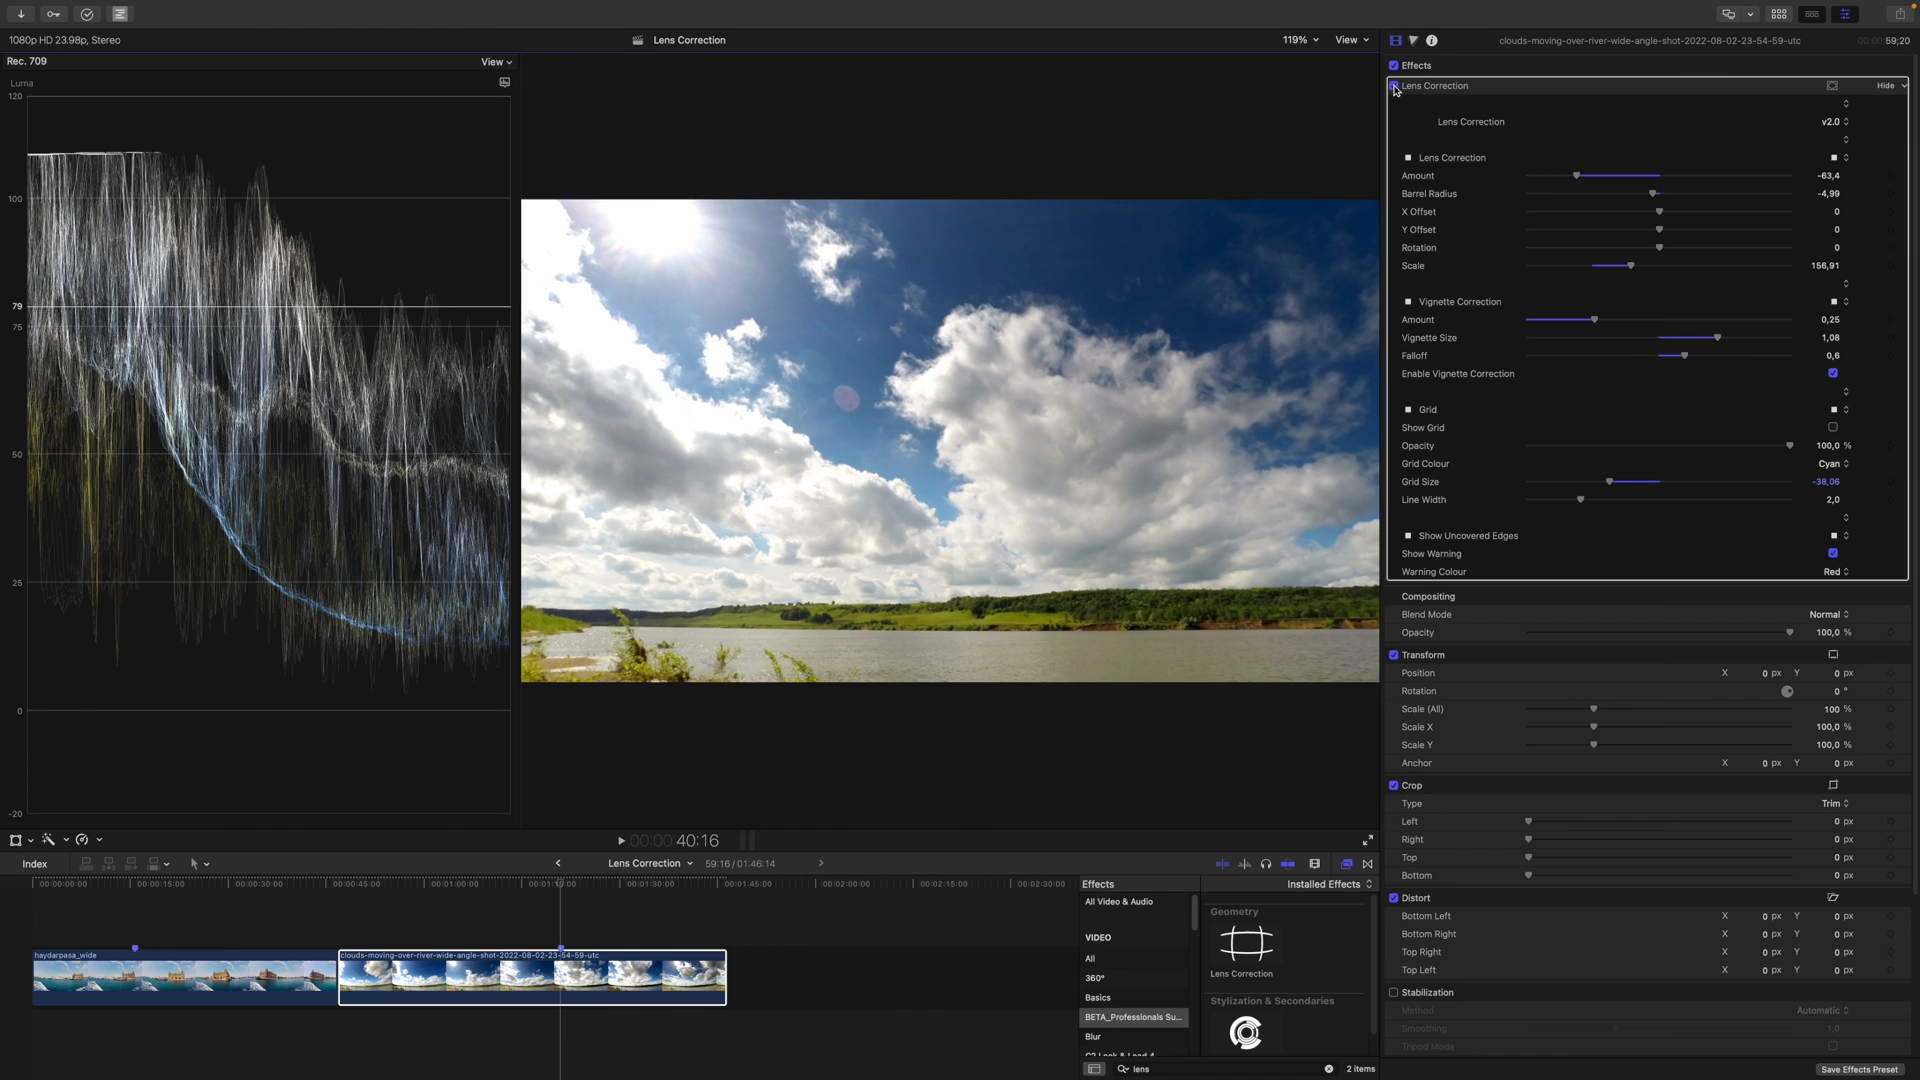 1080p HD 23.98p, Stereo
Lens Correction
119%
View
clouds-moving-over-river-wide-angle-shot-2022-08-02-23-54-59-utc
00:00:59;20
Rec. 709
View
Luma
120
100
79
75
50
25
0
-20
Effects
Lens Correction
Hide
Lens Correction v2.0
Lens Correction
Amount -63,4
Barrel Radius -4,99
X Offset 0
Y Offset 0
Rotation 0
Scale 156,91
Vignette Correction
Amount 0,25
Vignette Size 1,08
Falloff 0,6
Enable Vignette Correction
Grid
Show Grid
Opacity 100,0 %
Grid Colour Cyan
Grid Size -38,06
Line Width 2,0
Show Uncovered Edges
Show Warning
Warning Colour Red
Compositing
Blend Mode Normal
Opacity 100,0 %
Transform
Position X 0 px Y 0 px
Rotation 0 °
Scale (All) 100 %
Scale X 100,0 %
Scale Y 100,0 %
Anchor X 0 px Y 0 px
Crop
Type Trim
Left 0 px
Right 0 px
Top 0 px
Bottom 0 px
Distort
Bottom Left X 0 px Y 0 px
Bottom Right X 0 px Y 0 px
Top Right X 0 px Y 0 px
Top Left X 0 px Y 0 px
Stabilization
Method Automatic
Smoothing 1,0
Tripod Mode
Save Effects Preset
00:00:40:16
Index
Lens Correction
59:16 / 01:46:14
00:00:00:00
00:00:15:00
00:00:30:00
00:00:45:00
00:01:00:00
00:01:15:00
00:01:30:00
00:01:45:00
00:02:00:00
00:02:15:00
00:02:30:00
haydarpasa_wide
clouds-moving-over-river-wide-angle-shot-2022-08-02-23-54-59-utc
Effects
Installed Effects
All Video & Audio
VIDEO
All
360°
Basics
BETA_Professionals Su...
Blur
Geometry
Lens Correction
Stylization & Secondaries
lens
2 items